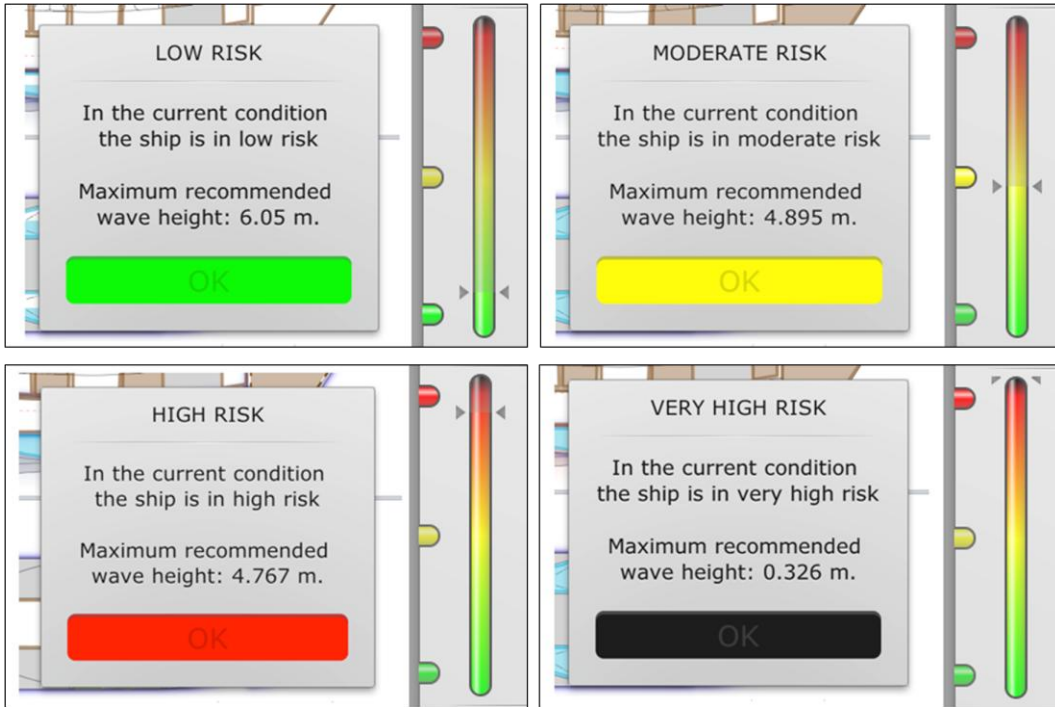 LOW RISK
In the current condition
the ship is in low risk
Maximum recommended
wave height: 6.05 m.
OK
MODERATE RISK
In the current condition
the ship is in moderate risk
Maximum recommended
wave height: 4.895 m.
OK
HIGH RISK
In the current condition
the ship is in high risk
Maximum recommended
wave height: 4.767 m.
OK
VERY HIGH RISK
In the current condition
the ship is in very high risk
Maximum recommended
wave height: 0.326 m.
OK